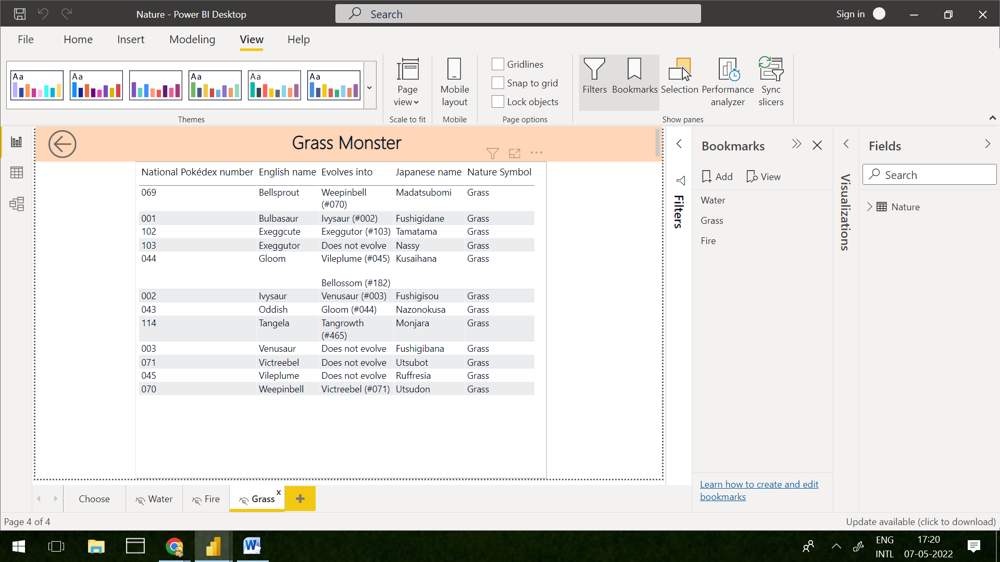 Nature - Power BI Desktop
Search
Sign in
File Home Insert Modeling View Help
Aa Aa Aa Aa Aa
Page view
Mobile layout
Gridlines
Snap to grid
Lock objects
Filters
Bookmarks
Selection
Performance analyzer
Sync slicers
Themes
Scale to fit
Mobile
Page options
Show panes
Grass Monster
National Pokédex number English name Evolves into Japanese name Nature Symbol
069 Bellsprout Weepinbell (#070) Madatsubomi Grass
001 Bulbasaur Ivysaur (#002) Fushigidane Grass
102 Exeggcute Exeggutor (#103) Tamatama Grass
103 Exeggutor Does not evolve Nassy Grass
044 Gloom Vileplume (#045) Kusaihana Grass
Bellossom (#182)
002 Ivysaur Venusaur (#003) Fushigisou Grass
043 Oddish Gloom (#044) Nazonokusa Grass
114 Tangela Tangrowth (#465) Monjara Grass
003 Venusaur Does not evolve Fushigibana Grass
071 Victreebel Does not evolve Utsubot Grass
045 Vileplume Does not evolve Ruffresia Grass
070 Weepinbell Victreebel (#071) Utsudon Grass
Filters
Bookmarks
Add View
Water
Grass
Fire
Learn how to create and edit
bookmarks
Visualizations
Fields
Search
Nature
Choose Water Fire Grass x
Page 4 of 4
Update available (click to download)
W
ENG
INTL
17:20
07-05-2022